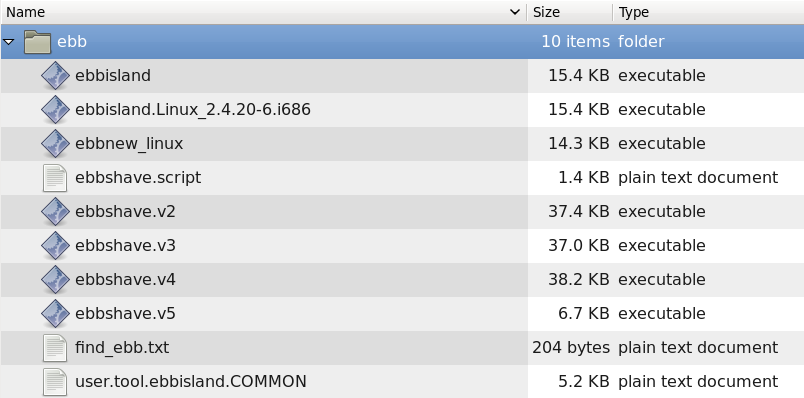 Name Size Type
ebb 10 items folder
ebbisland 15.4 KB executable
ebbisland.Linux_2.4.20-6.i686 15.4 KB executable
ebbnew_linux 14.3 KB executable
ebbshave.script 1.4 KB plain text document
ebbshave.v2 37.4 KB executable
ebbshave.v3 37.0 KB executable
ebbshave.v4 38.2 KB executable
ebbshave.v5 6.7 KB executable
find_ebb.txt 204 bytes plain text document
user.tool.ebbisland.COMMON 5.2 KB plain text document